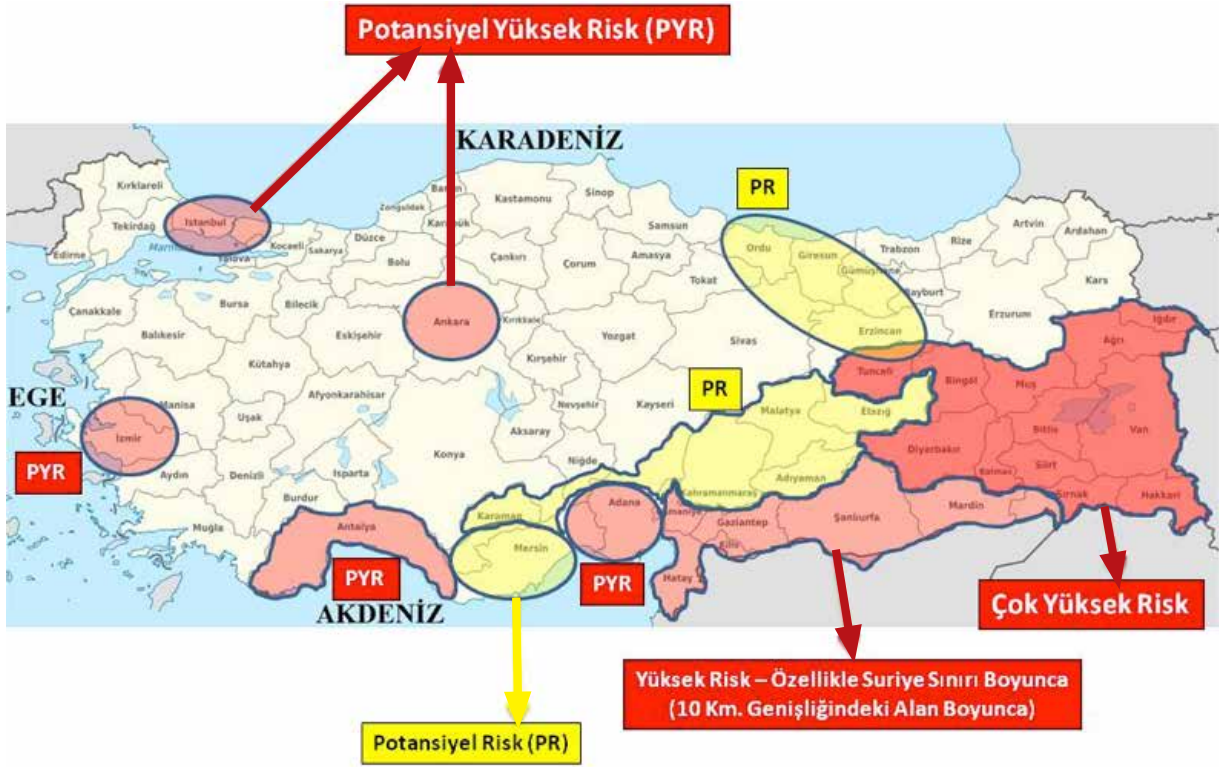 Potansiyel Yüksek Risk (PYR)
KARADENİZ
Kırklareli
Edirne
Tekirdağ
İstanbul
Marmara
Yalova
Kocaeli
Sakarya
Düzce
Zonguldak
Bartın
Karabük
Kastamonu
Sinop
Samsun
PR
Ordu
Giresun
Trabzon
Rize
Artvin
Ardahan
Gümüşhane
Bayburt
Kars
Çanakkale
Balıkesir
Bursa
Bilecik
Bolu
Çankırı
Çorum
Amasya
Tokat
Eskişehir
Ankara
Kırıkkale
Yozgat
Sivas
Erzincan
Erzurum
Iğdır
Ağrı
Kütahya
Kırşehir
Tunceli
Bingöl
Muş
EGE
Manisa
Uşak
Afyonkarahisar
Nevşehir
Kayseri
PR
Malatya
Elazığ
İzmir
Aksaray
Bitlis
Van
PYR
Aydın
Denizli
Isparta
Konya
Niğde
Diyarbakır
Siirt
Batman
Burdur
Adıyaman
Kahramanmaraş
Şırnak
Hakkari
Muğla
Antalya
Karaman
Adana
Gaziantep
Şanlıurfa
Mardin
Mersin
Kilis
Hatay
PYR
PYR
AKDENİZ
Çok Yüksek Risk
Yüksek Risk – Özellikle Suriye Sınırı Boyunca
(10 Km. Genişliğindeki Alan Boyunca)
Potansiyel Risk (PR)